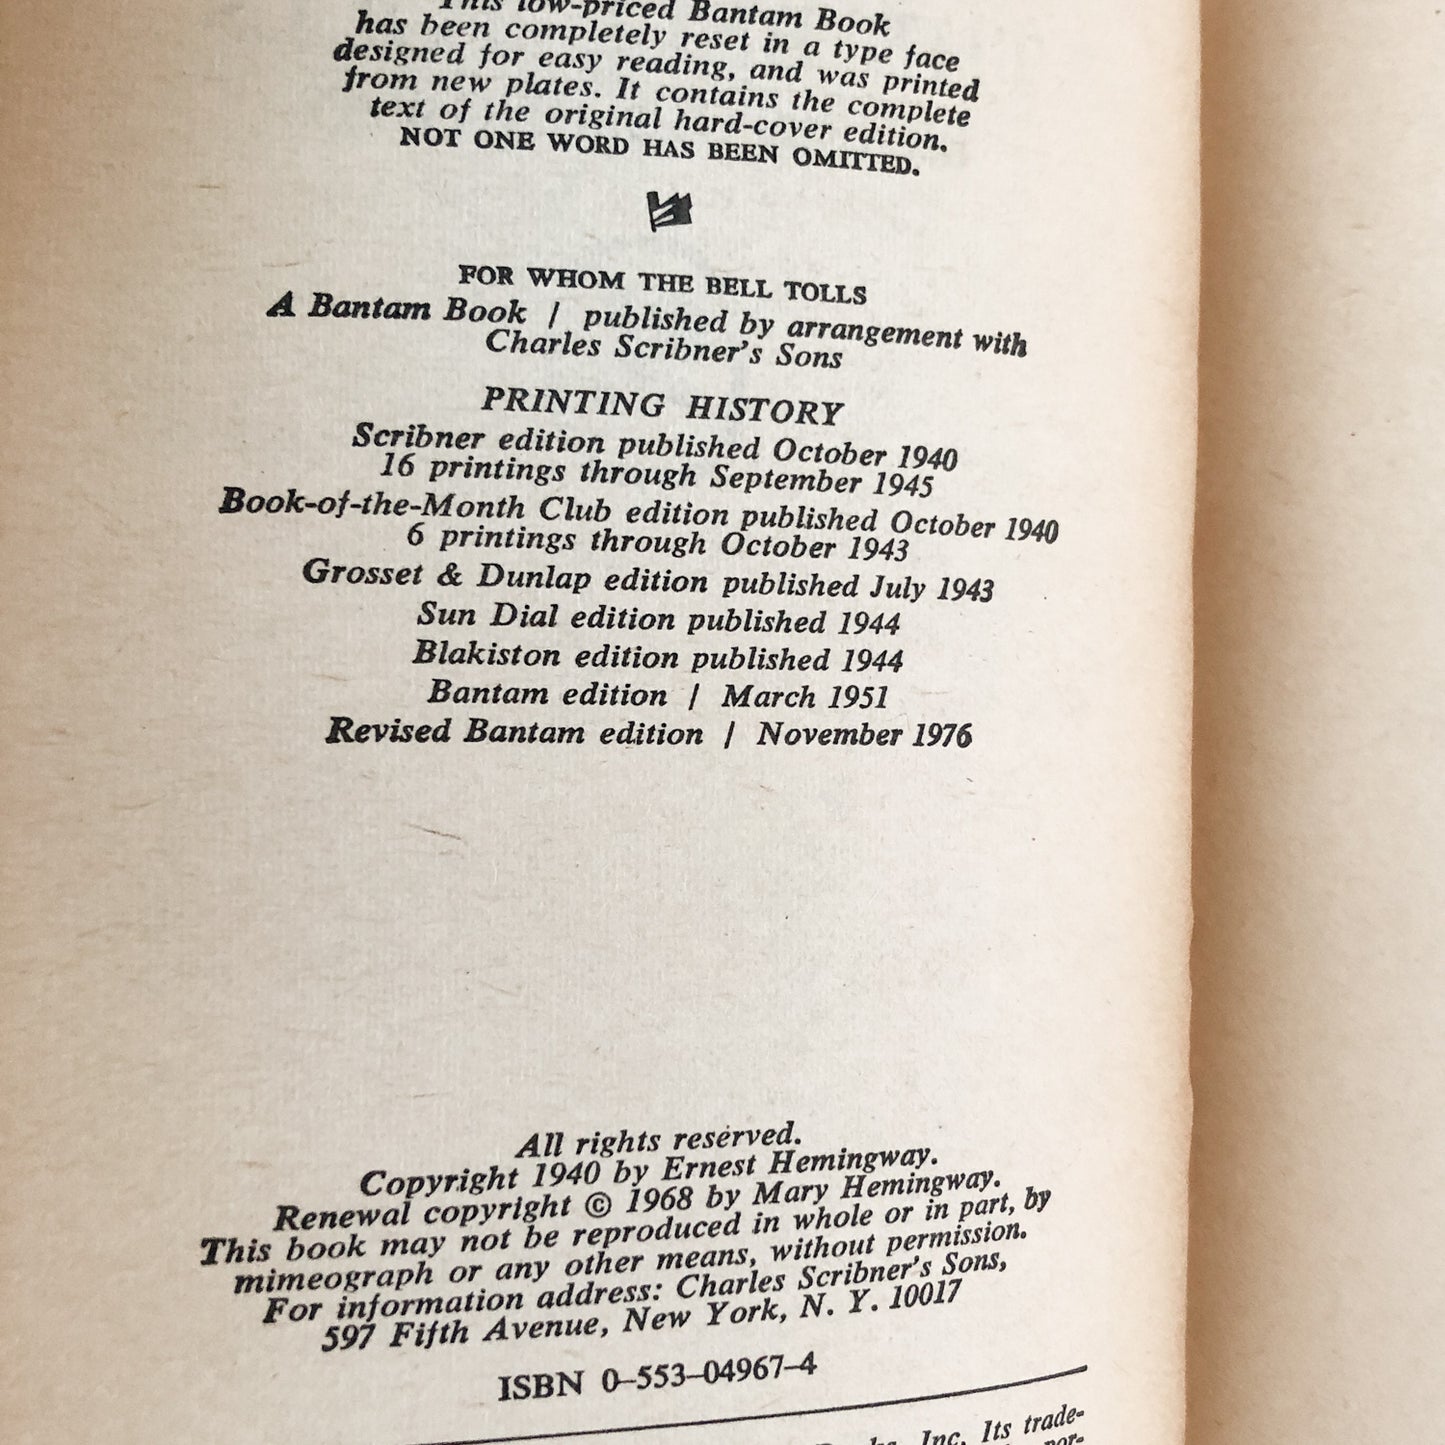 This low-priced Bantam Book
has been completely reset in a type face
designed for easy reading, and was printed
from new plates. It contains the complete
text of the original hard-cover edition.
NOT ONE WORD HAS BEEN OMITTED.
FOR WHOM THE BELL TOLLS
A Bantam Book / published by arrangement with
Charles Scribner's Sons
PRINTING HISTORY
Scribner edition published October 1940
16 printings through September 1945
Book-of-the-Month Club edition published October 1940
6 printings through October 1943
Grosset & Dunlap edition published July 1943
Sun Dial edition published 1944
Blakiston edition published 1944
Bantam edition / March 1951
Revised Bantam edition / November 1976
All rights reserved.
Copyright 1940 by Ernest Hemingway.
Renewal copyright © 1968 by Mary Hemingway.
This book may not be reproduced in whole or in part, by
mimeograph or any other means, without permission.
For information address: Charles Scribner's Sons,
597 Fifth Avenue, New York, N. Y. 10017
ISBN 0–553–04967–4
Inc. Its trade-
por-